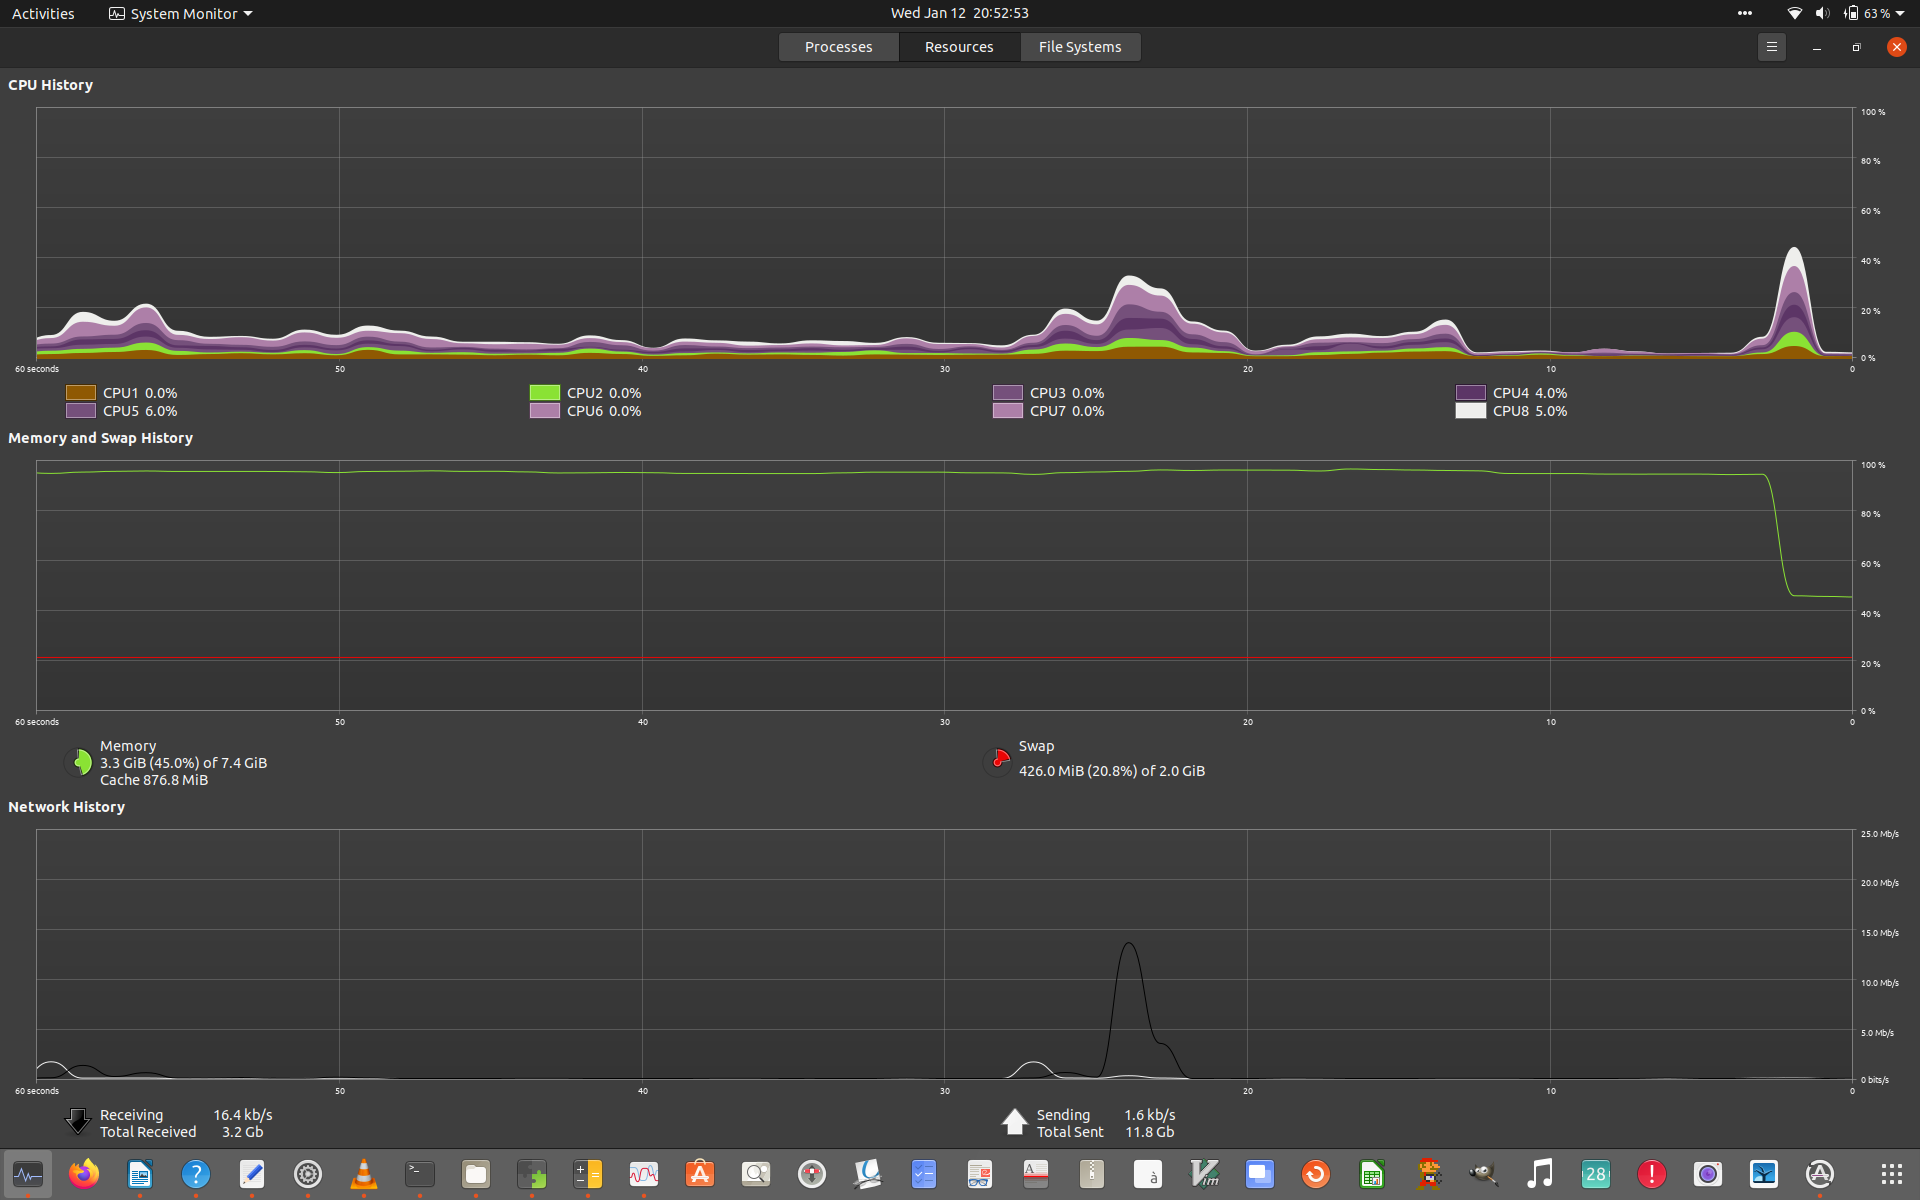 Activities System Monitor Wed Jan 12 20:52:53 63 %
Processes Resources File Systems
CPU History
100 %
80 %
60 %
40 %
20 %
0 %
60 seconds 50 40 30 20 10 0
CPU1 0.0% CPU2 0.0% CPU3 0.0% CPU4 4.0%
CPU5 6.0% CPU6 0.0% CPU7 0.0% CPU8 5.0%
Memory and Swap History
100 %
80 %
60 %
40 %
20 %
0 %
60 seconds 50 40 30 20 10 0
Memory
3.3 GiB (45.0%) of 7.4 GiB
Cache 876.8 MiB
Swap
426.0 MiB (20.8%) of 2.0 GiB
Network History
25.0 Mb/s
20.0 Mb/s
15.0 Mb/s
10.0 Mb/s
5.0 Mb/s
0 bits/s
60 seconds 50 40 30 20 10 0
Receiving 16.4 kb/s
Total Received 3.2 Gb
Sending 1.6 kb/s
Total Sent 11.8 Gb
? >_ A à Vim 28 !